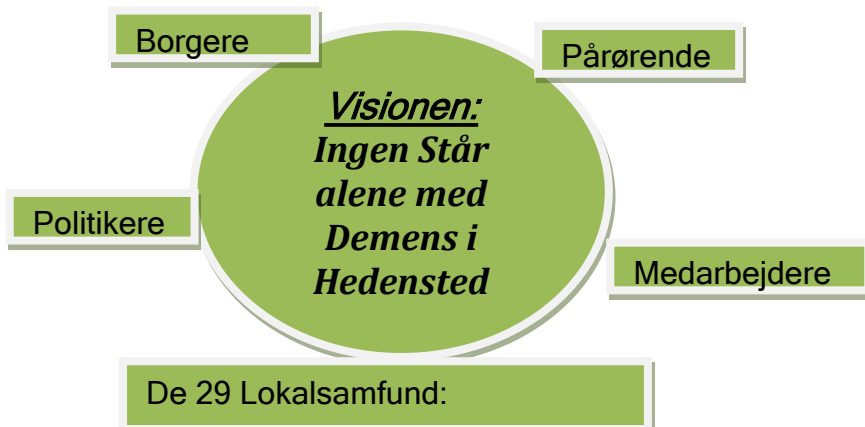 Borgere
Pårørende
Visionen:
Ingen Står
alene med
Demens i
Hedensted
Politikere
Medarbejdere
De 29 Lokalsamfund: